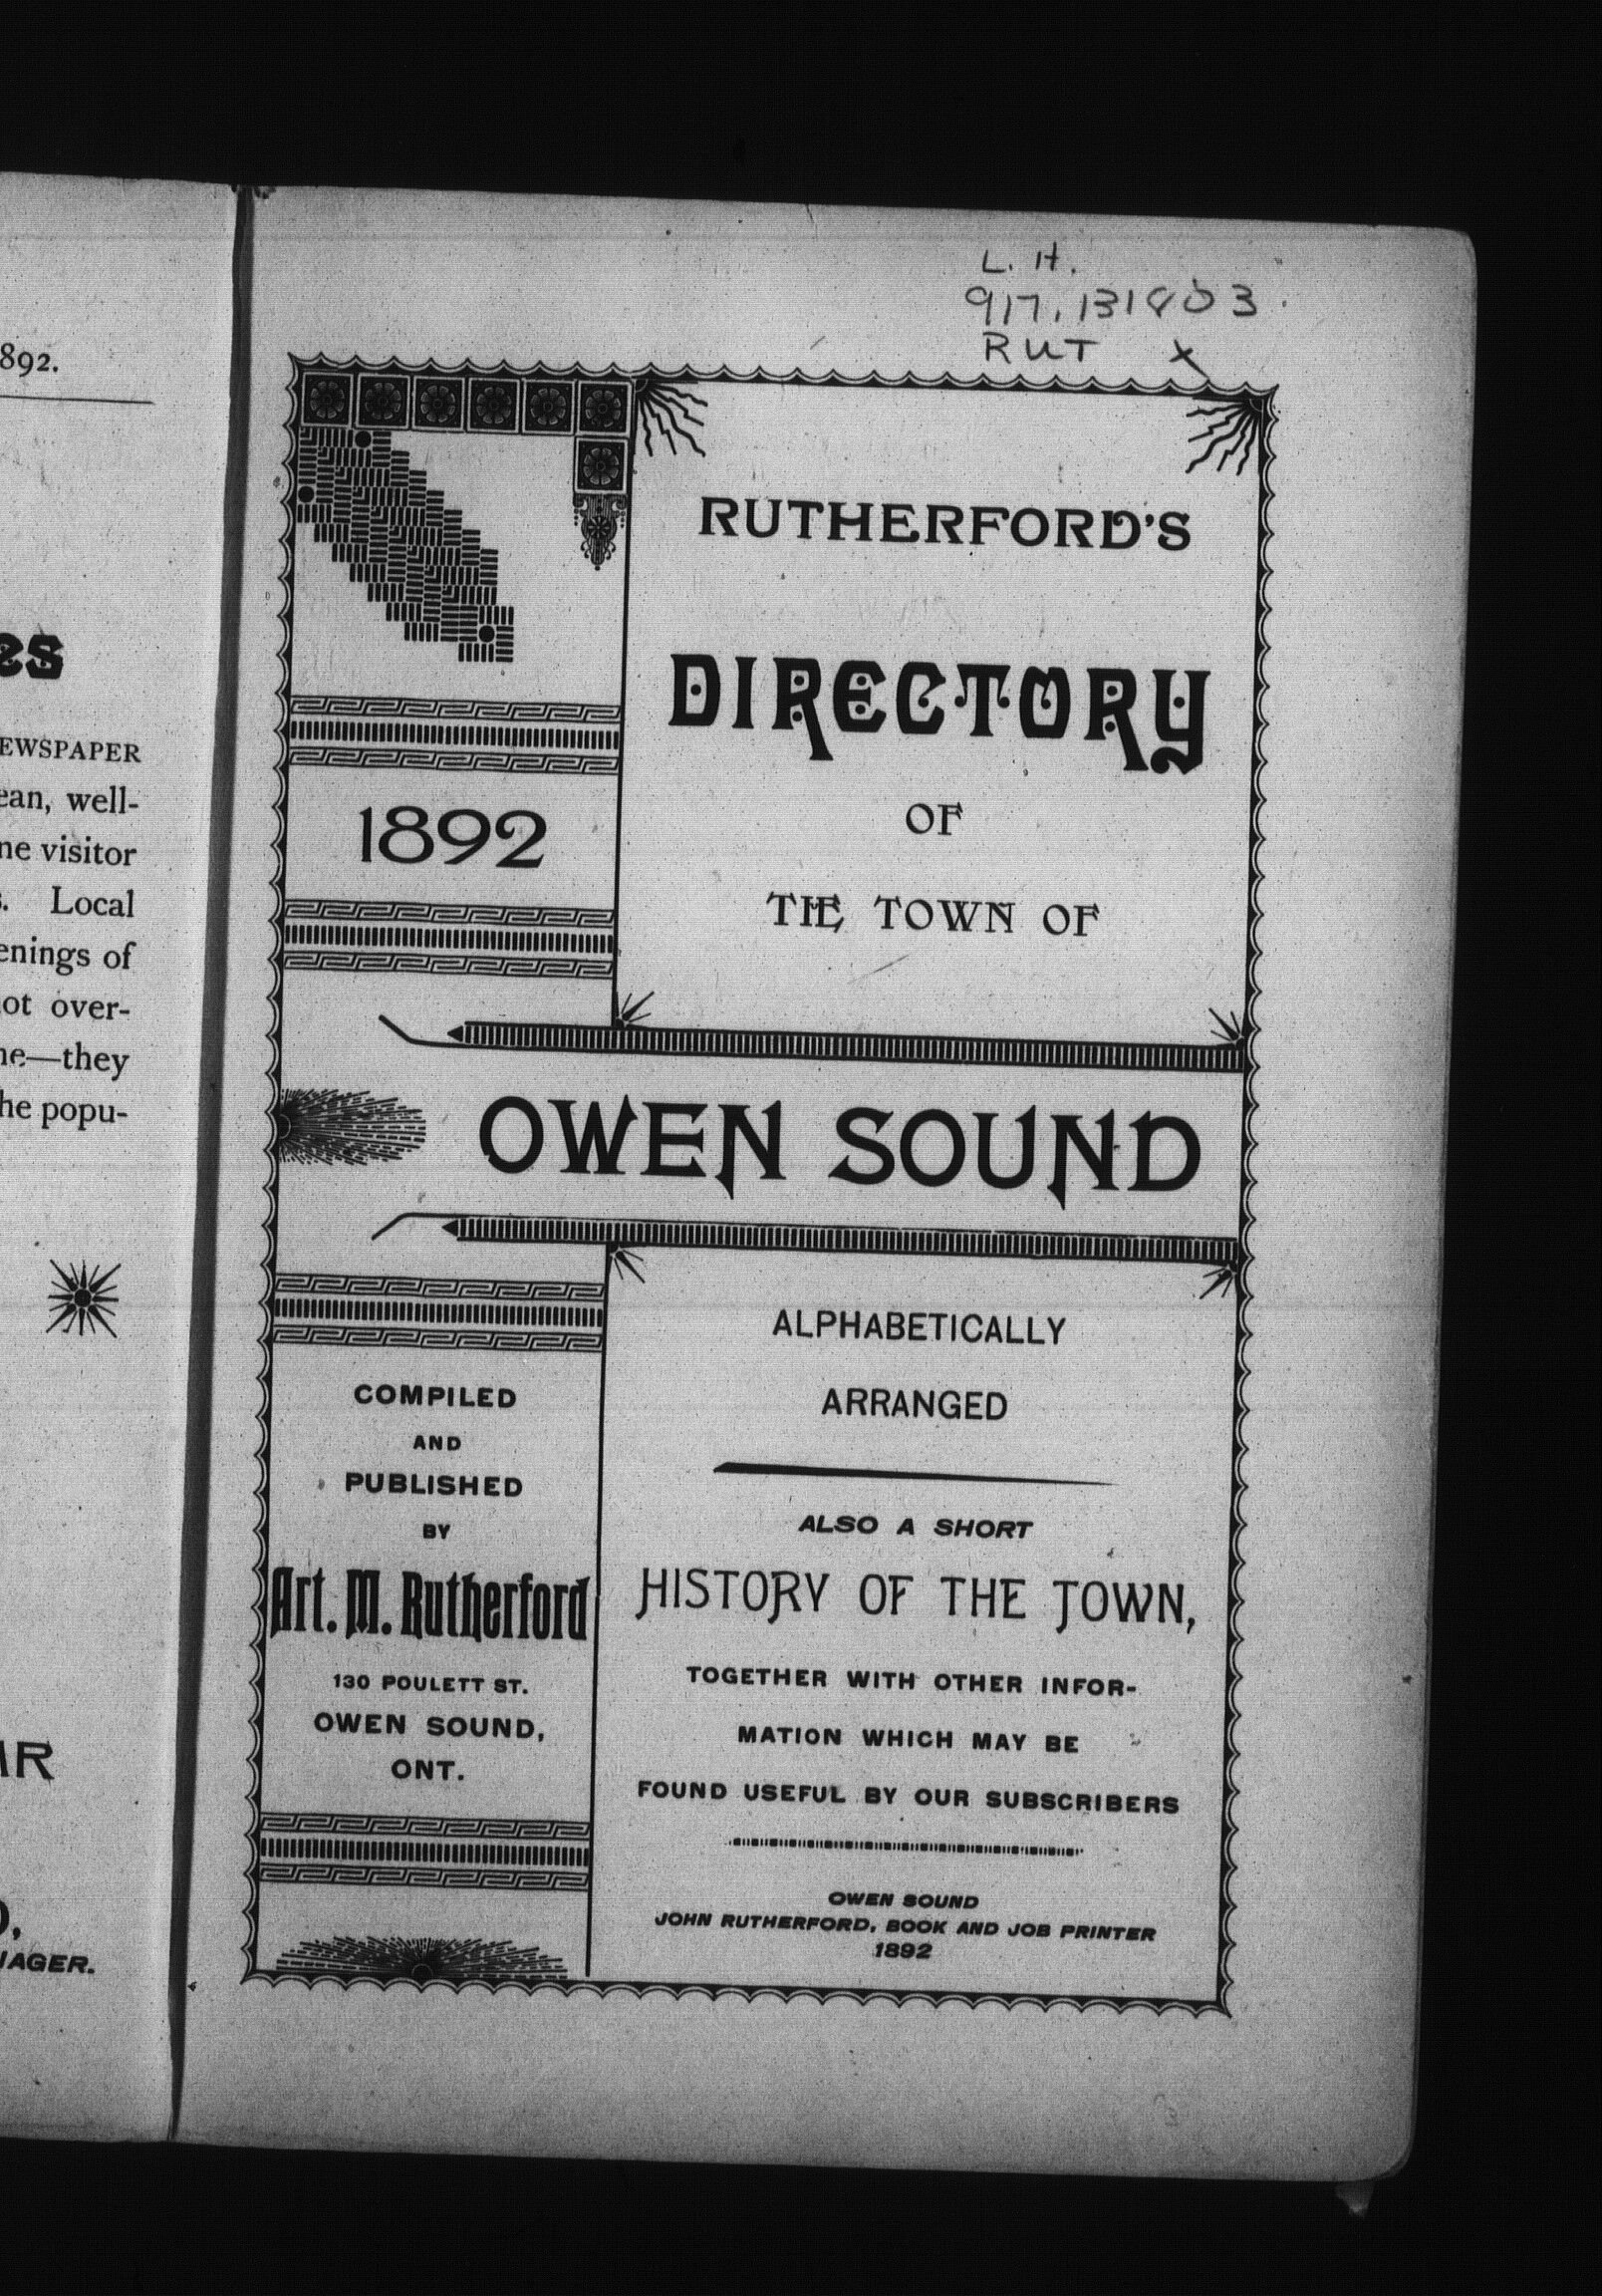 892.
es
EWSPAPER
ean, well-
ne visitor
s. Local
enings of
ot over-
ne—they
he popu-
IR
D,
NAGER.
L. H.
917.131803
RUT X
RUTHERFORD'S
DIRECTORY
OF
THE TOWN OF
1892
OWEN SOUND
COMPILED
AND
PUBLISHED
BY
Art. M. Rutherford
130 POULETT ST.
OWEN SOUND,
ONT.
ALPHABETICALLY
ARRANGED
ALSO A SHORT
HISTORY OF THE TOWN,
TOGETHER WITH OTHER INFOR-
MATION WHICH MAY BE
FOUND USEFUL BY OUR SUBSCRIBERS
OWEN SOUND
JOHN RUTHERFORD, BOOK AND JOB PRINTER
1892